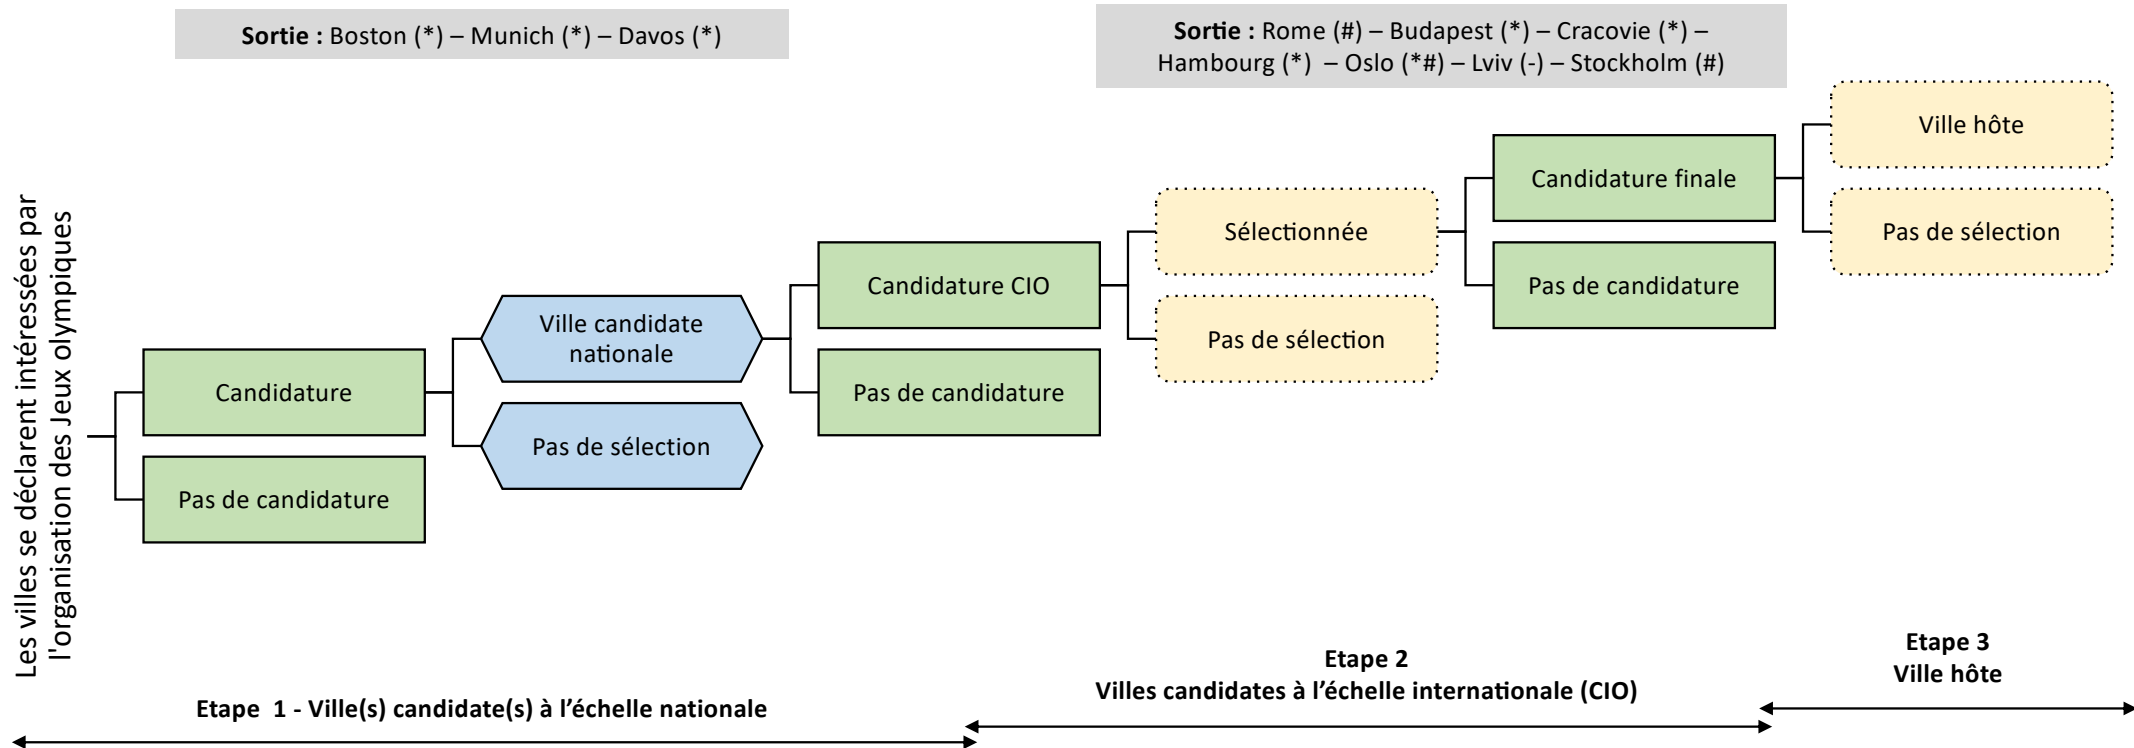 Sortie : Boston (*) – Munich (*) – Davos (*)
Sortie : Rome (#) – Budapest (*) – Cracovie (*) –
Hambourg (*) – Oslo (*#) – Lviv (-) – Stockholm (#)
Les villes se déclarent intéressées par
l'organisation des Jeux olympiques
Candidature
Pas de candidature
Ville candidate
nationale
Pas de sélection
Candidature CIO
Pas de candidature
Sélectionnée
Pas de sélection
Candidature finale
Pas de candidature
Ville hôte
Pas de sélection
Etape 1 - Ville(s) candidate(s) à l’échelle nationale
Etape 2
Villes candidates à l’échelle internationale (CIO)
Etape 3
Ville hôte